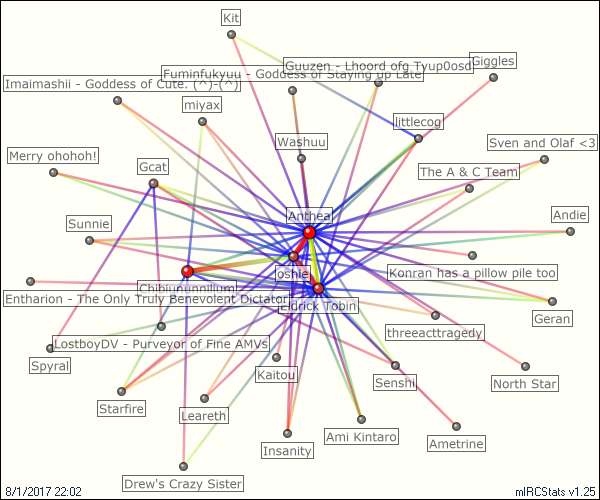 Kit
Guuzen - Lhoord ofg Tyup0osd
Giggles
Fuminfukyuu - Goddess of Staying up Late
Imaimashii - Goddess of Cute. (^)-(^)
miyax
littlecog
Washuu
Sven and Olaf <3
Merry ohohoh!
Gcat
The A & C Team
Anthea
Andie
Sunnie
Joshie
Konran has a pillow pile too
Chibiununnilium
Entharion - The Only Truly Benevolent Dictator
Eldrick Tobin
Geran
threeacttragedy
LostboyDV - Purveyor of Fine AMVs
Spyral
Kaitou
Senshi
North Star
Starfire
Leareth
Ami Kintaro
Insanity
Ametrine
Drew's Crazy Sister
8/1/2017 22:02
mIRCStats v1.25